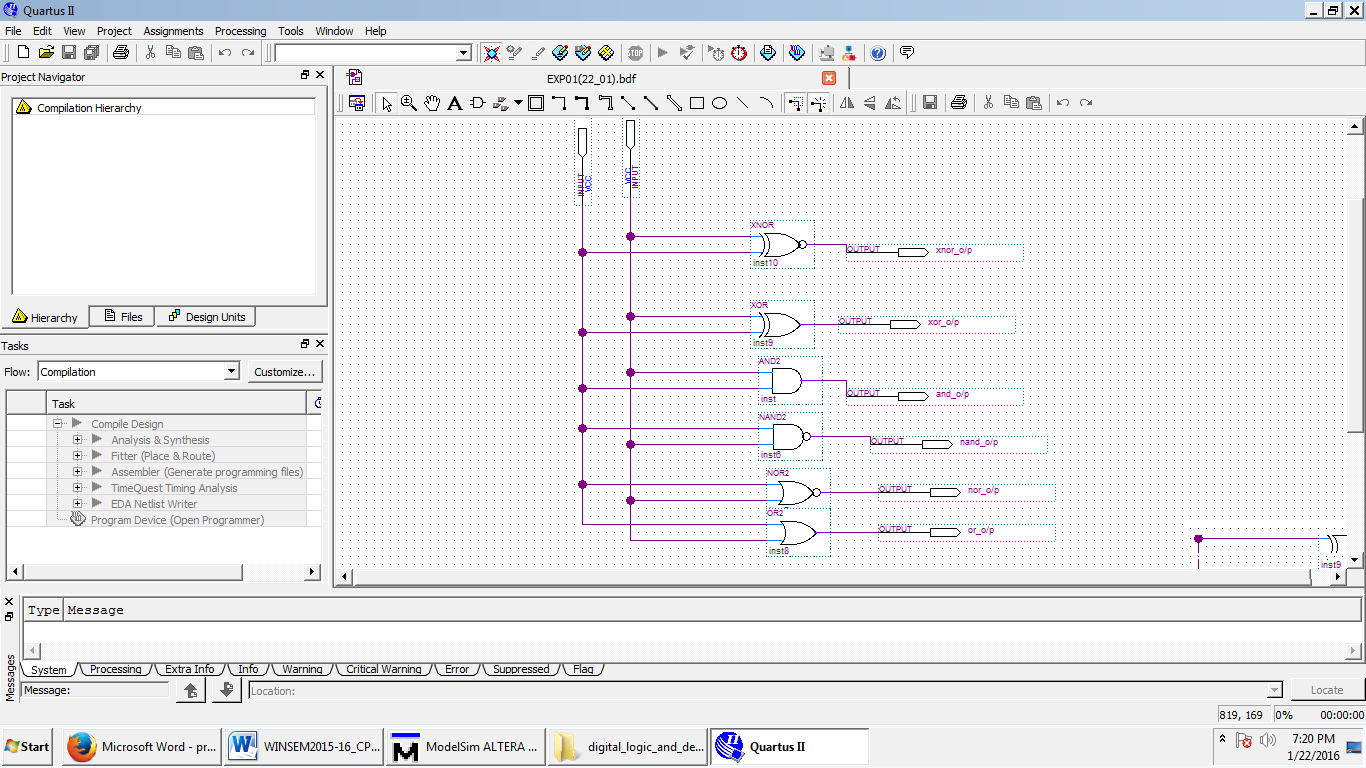 Quartus II
File Edit View Project Assignments Processing Tools Window Help
STOP
Project Navigator
EXP01(22_01).bdf
Compilation Hierarchy
Hierarchy Files Design Units
Tasks
Flow: Compilation Customize...
Task
Compile Design
Analysis & Synthesis
Fitter (Place & Route)
Assembler (Generate programming files)
TimeQuest Timing Analysis
EDA Netlist Writer
Program Device (Open Programmer)
INPUT
VCC
VCC
INPUT
XNOR
inst10
OUTPUT xnor_o/p
XOR
inst9
OUTPUT xor_o/p
AND2
inst
OUTPUT and_o/p
NAND2
inst6
OUTPUT nand_o/p
NOR2
OUTPUT nor_o/p
OR2
inst8
OUTPUT or_o/p
inst9
Type Message
System Processing Extra Info Info Warning Critical Warning Error Suppressed Flag
Messages
Message: Location: Locate
819, 169 0% 00:00:00
Start Microsoft Word - pr... WINSEM2015-16_CP... ModelSim ALTERA ... digital_logic_and_de... Quartus II
7:20 PM
1/22/2016